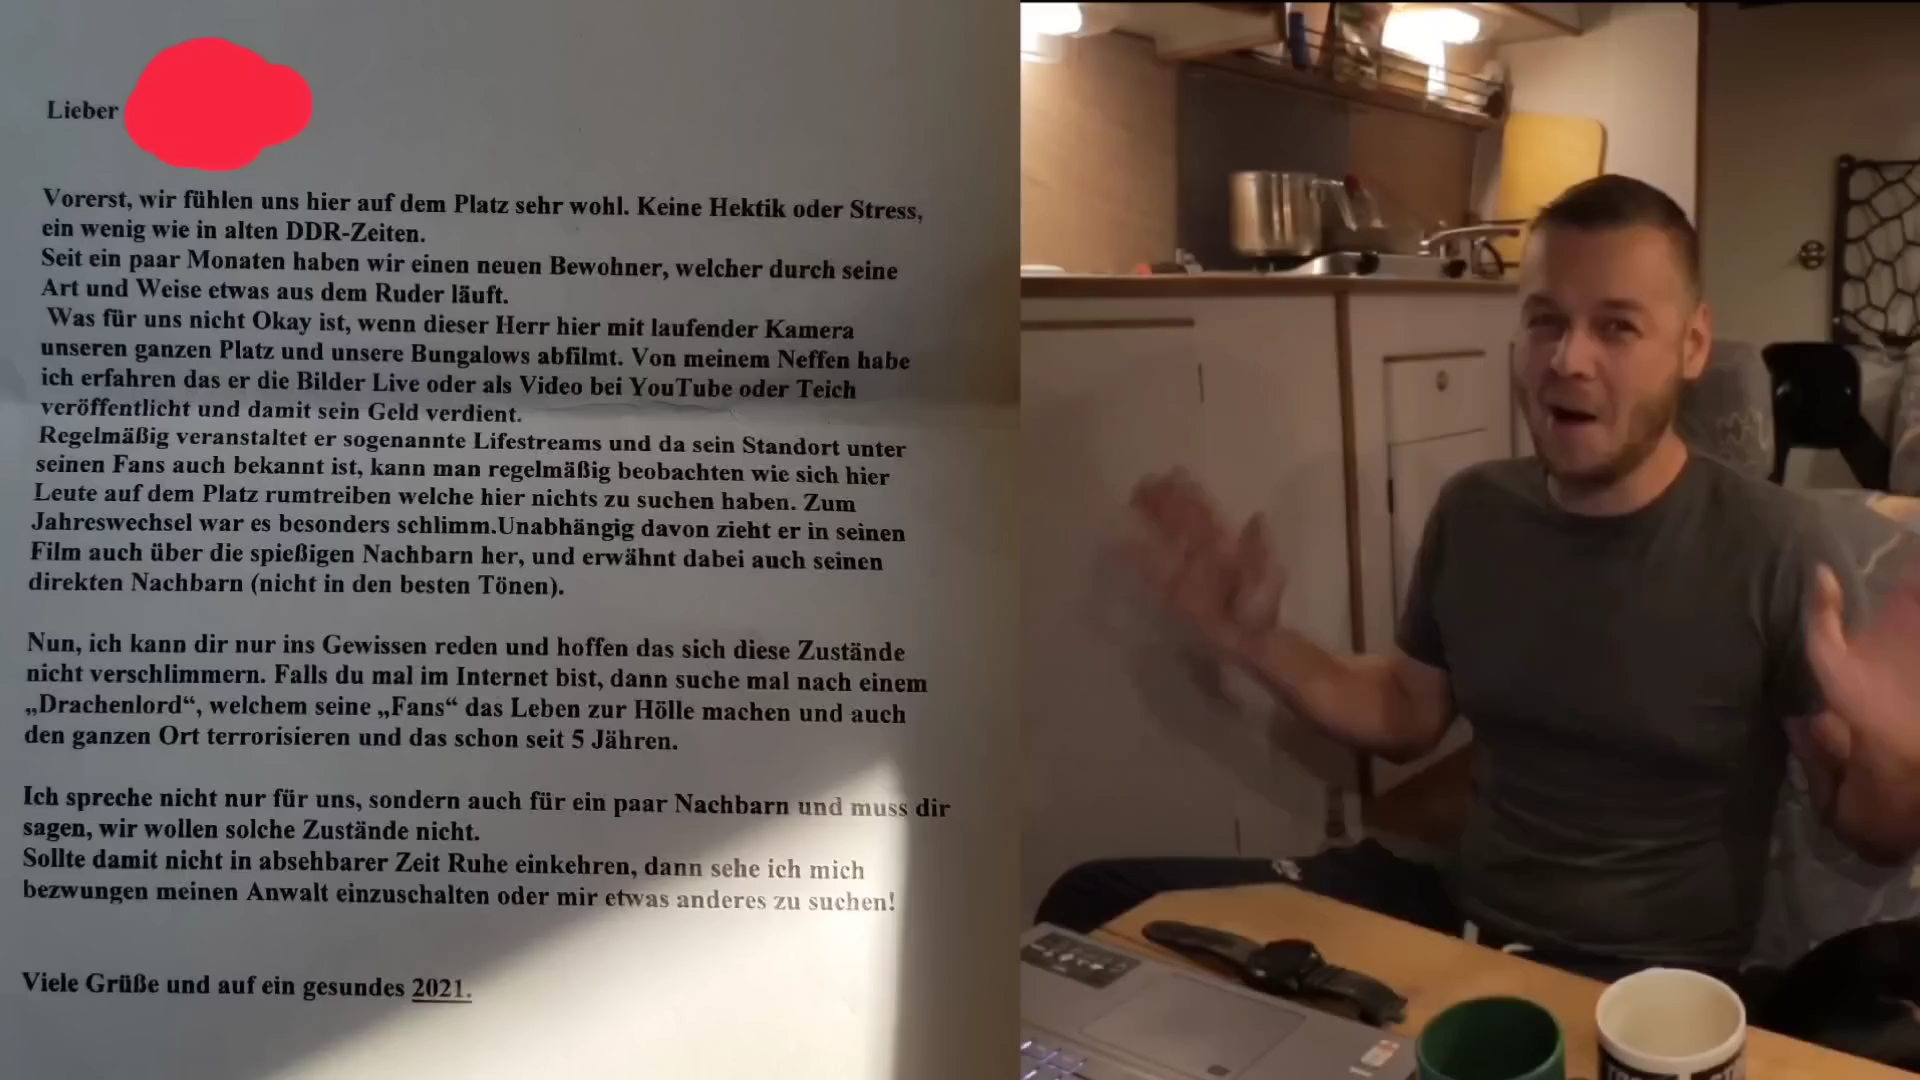 Lieber
Vorerst, wir fühlen uns hier auf dem Platz sehr wohl. Keine Hektik oder Stress,
ein wenig wie in alten DDR-Zeiten.
Seit ein paar Monaten haben wir einen neuen Bewohner, welcher durch seine
Art und Weise etwas aus dem Ruder läuft.
Was für uns nicht Okay ist, wenn dieser Herr hier mit laufender Kamera
unseren ganzen Platz und unsere Bungalows abfilmt. Von meinem Neffen habe
ich erfahren das er die Bilder Live oder als Video bei YouTube oder Teich
veröffentlicht und damit sein Geld verdient.
Regelmäßig veranstaltet er sogenannte Lifestreams und da sein Standort unter
seinen Fans auch bekannt ist, kann man regelmäßig beobachten wie sich hier
Leute auf dem Platz rumtreiben welche hier nichts zu suchen haben. Zum
Jahreswechsel war es besonders schlimm.Unabhängig davon zieht er in seinen
Film auch über die spießigen Nachbarn her, und erwähnt dabei auch seinen
direkten Nachbarn (nicht in den besten Tönen).
Nun, ich kann dir nur ins Gewissen reden und hoffen das sich diese Zustände
nicht verschlimmern. Falls du mal im Internet bist, dann suche mal nach einem
„Drachenlord“, welchem seine „Fans“ das Leben zur Hölle machen und auch
den ganzen Ort terrorisieren und das schon seit 5 Jähren.
Ich spreche nicht nur für uns, sondern auch für ein paar Nachbarn und muss dir
sagen, wir wollen solche Zustände nicht.
Sollte damit nicht in absehbarer Zeit Ruhe einkehren, dann sehe ich mich
bezwungen meinen Anwalt einzuschalten oder mir etwas anderes zu suchen!
Viele Grüße und auf ein gesundes 2021.